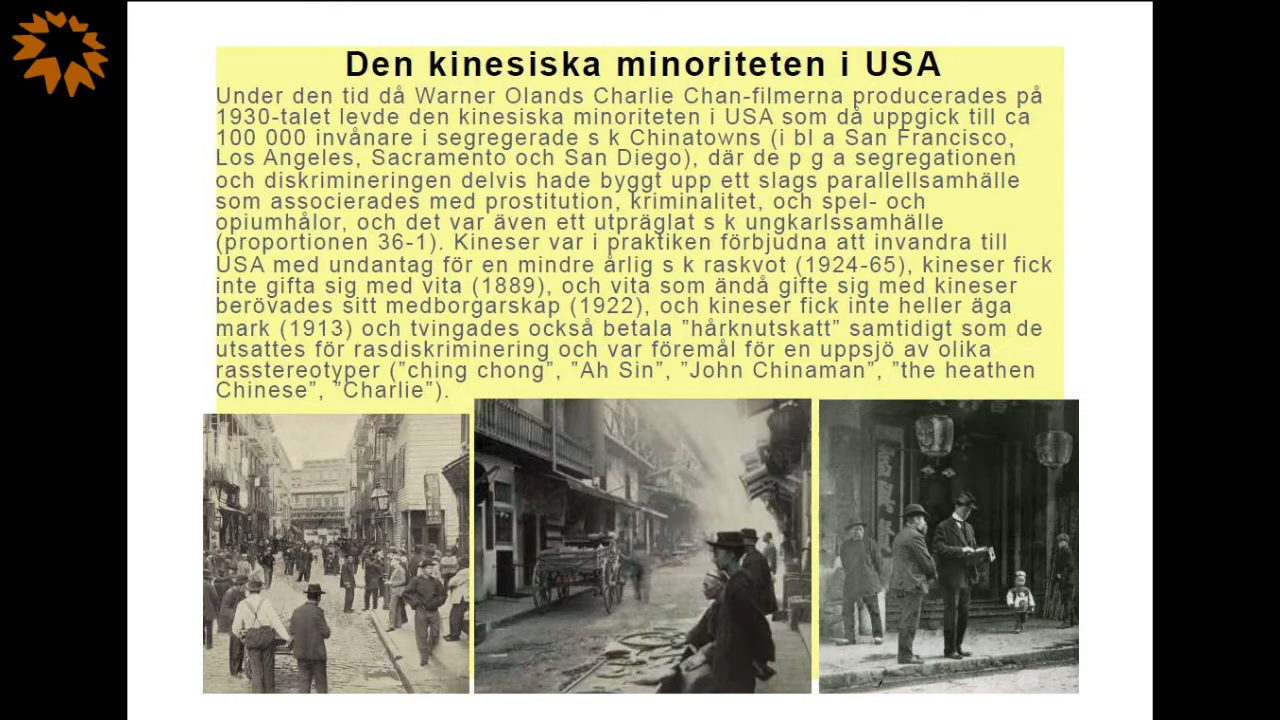 Den kinesiska minoriteten i USA
Under den tid då Warner Olands Charlie Chan-filmerna producerades på
1930-talet levde den kinesiska minoriteten i USA som då uppgick till ca
100 000 invånare i segregerade s k Chinatowns (i bl a San Francisco,
Los Angeles, Sacramento och San Diego), där de p g a segregationen
och diskrimineringen delvis hade byggt upp ett slags parallellsamhälle
som associerades med prostitution, kriminalitet, och spel- och
opiumhålor, och det var även ett utpräglat s k ungkarlssamhälle
(proportionen 36-1). Kineser var i praktiken förbjudna att invandra till
USA med undantag för en mindre årlig s k raskvot (1924-65), kineser fick
inte gifta sig med vita (1889), och vita som ändå gifte sig med kineser
berövades sitt medborgarskap (1922), och kineser fick inte heller äga
mark (1913) och tvingades också betala ”hårknutskatt” samtidigt som de
utsattes för rasdiskriminering och var föremål för en uppsjö av olika
rasstereotyper (”ching chong”, ”Ah Sin”, ”John Chinaman”, ”the heathen
Chinese”, ”Charlie”).